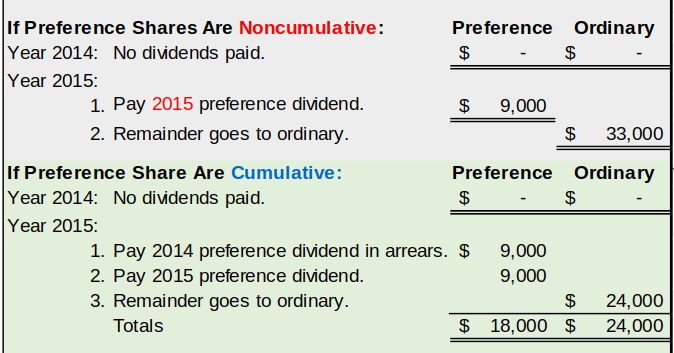 If Preference Shares Are Noncumulative: Preference Ordinary
Year 2014: No dividends paid. $ - $ -
Year 2015:
1. Pay 2015 preference dividend. $ 9,000
2. Remainder goes to ordinary. $ 33,000
If Preference Share Are Cumulative: Preference Ordinary
Year 2014: No dividends paid. $ - $ -
Year 2015:
1. Pay 2014 preference dividend in arrears. $ 9,000
2. Pay 2015 preference dividend. 9,000
3. Remainder goes to ordinary. $ 24,000
Totals $ 18,000 $ 24,000